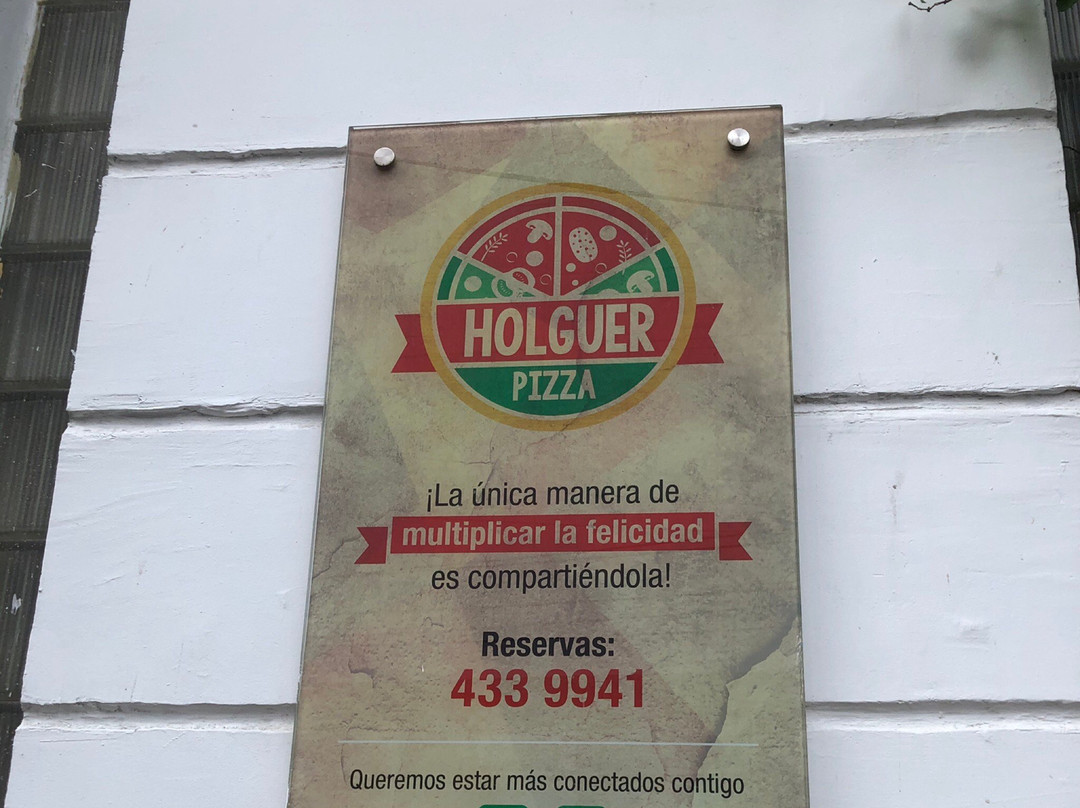 HOLGUER
PIZZA
¡La única manera de
multiplicar la felicidad
es compartiéndola!
Reservas:
433 9941
Queremos estar más conectados contigo